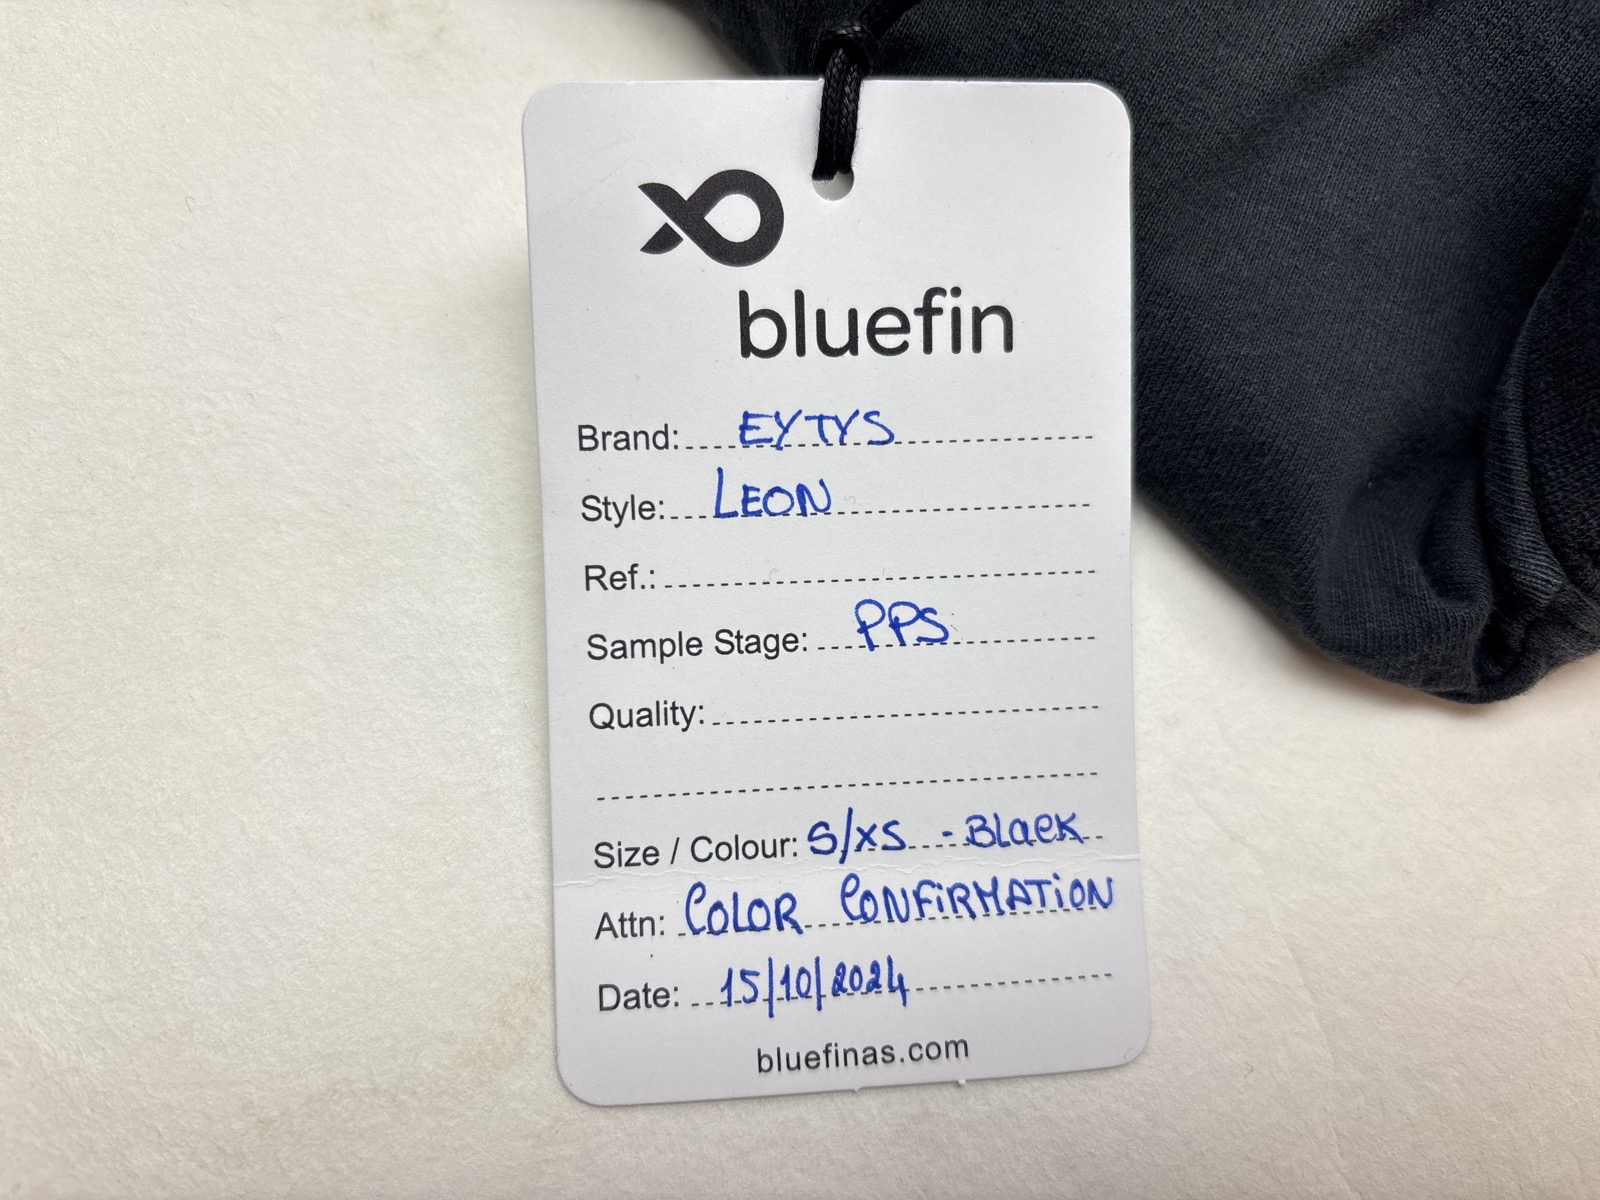 bluefin
Brand: EYTYS
Style: LEON
Ref.:
Sample Stage: PPS
Quality:
Size / Colour: S/XS - Black
Attn: COLOR CONFiRMATiON
Date: 15/10/2024
bluefinas.com